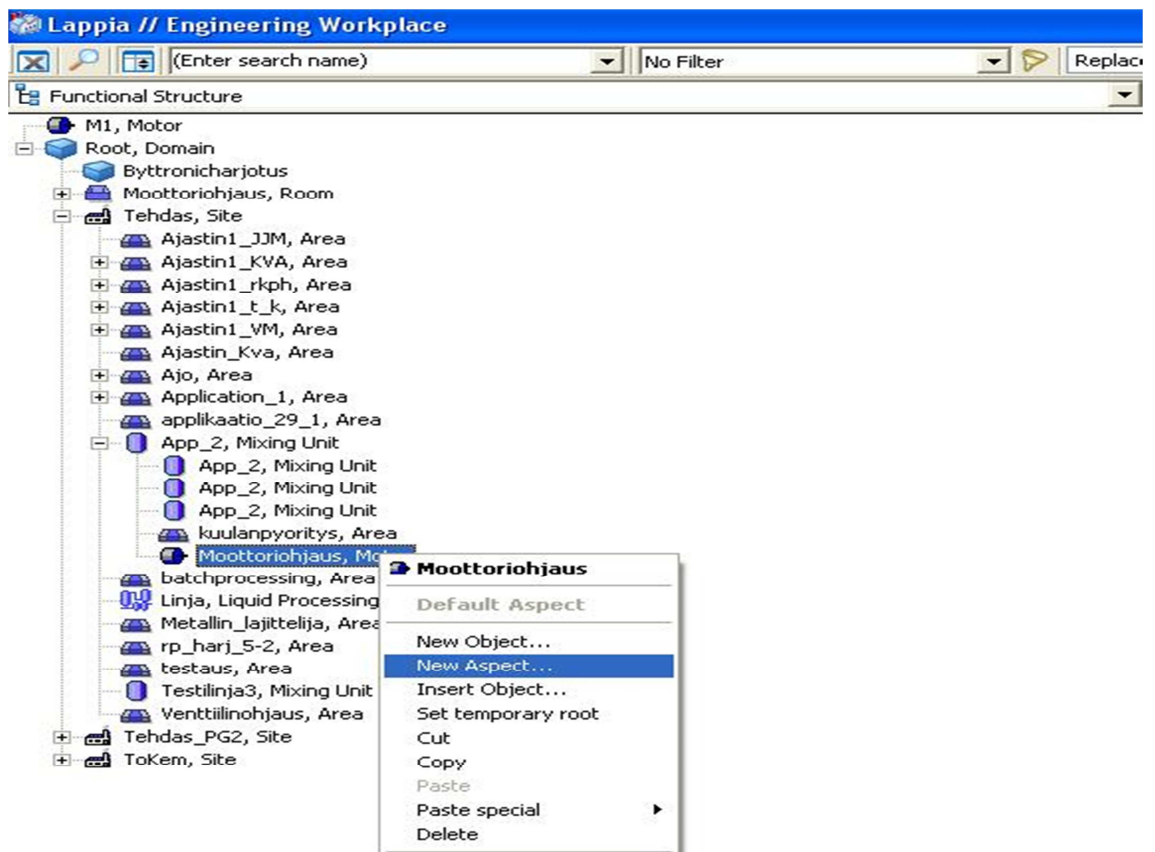 Lappia // Engineering Workplace
(Enter search name) No Filter Replac
Functional Structure
M1, Motor
Root, Domain
Byttronicharjotus
Moottoriohjaus, Room
Tehdas, Site
Ajastin1_JJM, Area
Ajastin1_KVA, Area
Ajastin1_rkph, Area
Ajastin1_t_k, Area
Ajastin1_VM, Area
Ajastin_Kva, Area
Ajo, Area
Application_1, Area
applikaatio_29_1, Area
App_2, Mixing Unit
App_2, Mixing Unit
App_2, Mixing Unit
App_2, Mixing Unit
kuulanpyoritys, Area
Moottoriohjaus, Mo
batchprocessing, Area
Linja, Liquid Processing
Metallin_lajittelija, Area
rp_harj_5-2, Area
testaus, Area
Testilinja3, Mixing Unit
Venttiilinohjaus, Area
Tehdas_PG2, Site
ToKem, Site
Moottoriohjaus
Default Aspect
New Object...
New Aspect...
Insert Object...
Set temporary root
Cut
Copy
Paste
Paste special
Delete